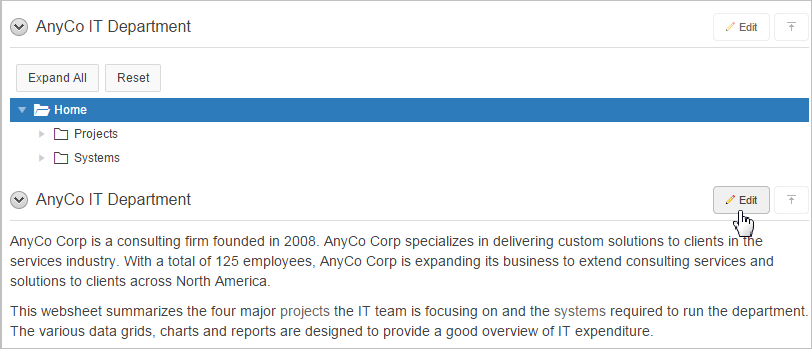 AnyCo IT Department
Edit
Expand All
Reset
Home
Projects
Systems
AnyCo IT Department
Edit
AnyCo Corp is a consulting firm founded in 2008. AnyCo Corp specializes in delivering custom solutions to clients in the
services industry. With a total of 125 employees, AnyCo Corp is expanding its business to extend consulting services and
solutions to clients across North America.
This websheet summarizes the four major projects the IT team is focusing on and the systems required to run the department.
The various data grids, charts and reports are designed to provide a good overview of IT expenditure.